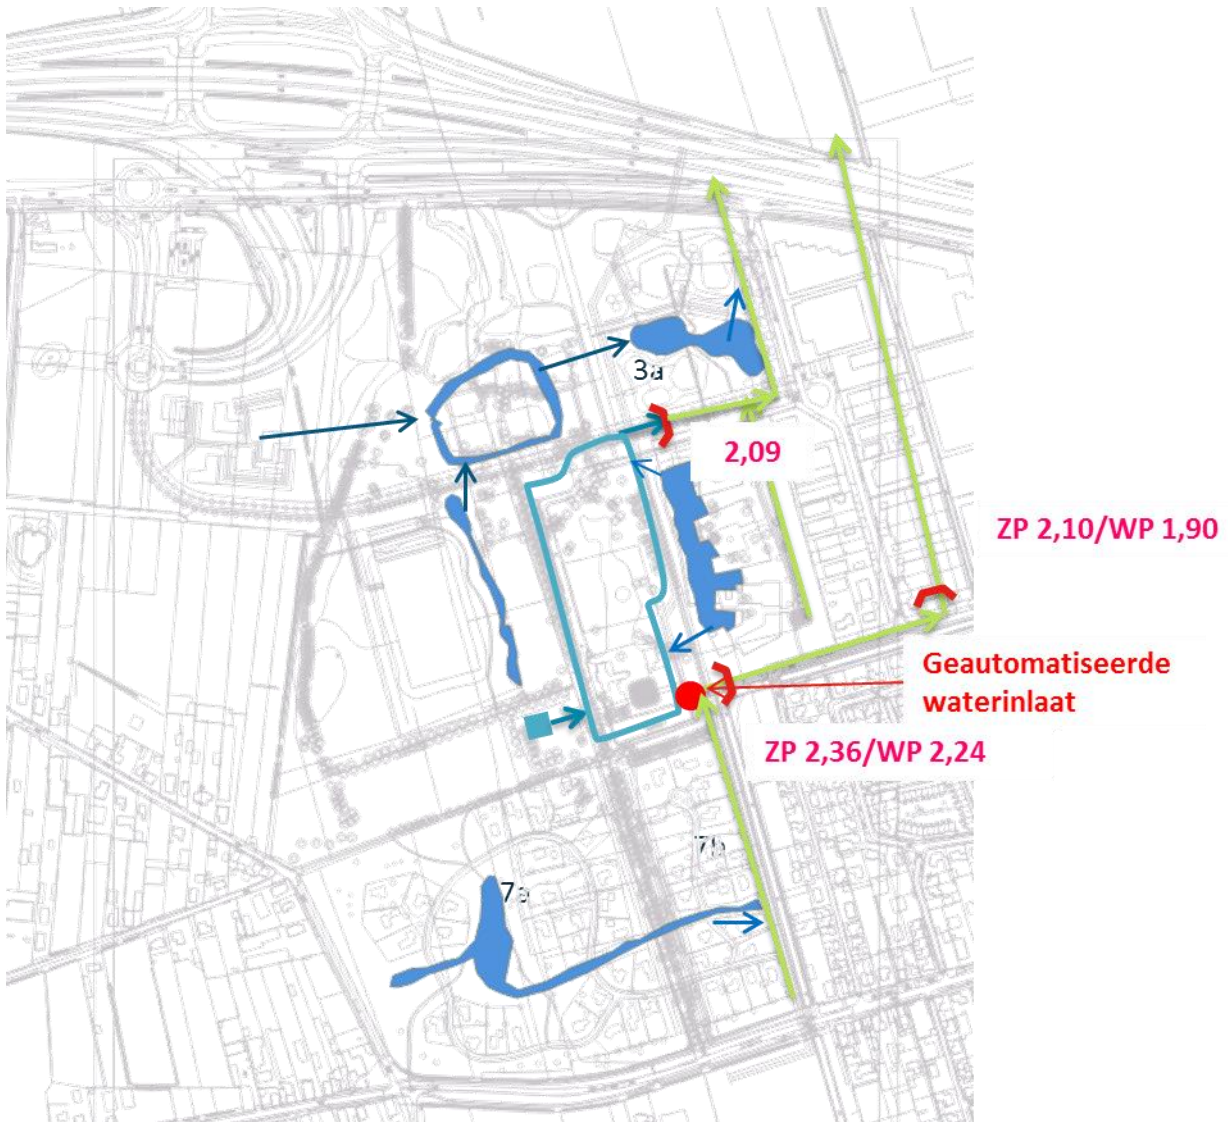 3a
2,09
ZP 2,10/WP 1,90
Geautomatiseerde
waterinlaat
ZP 2,36/WP 2,24
7b
7a